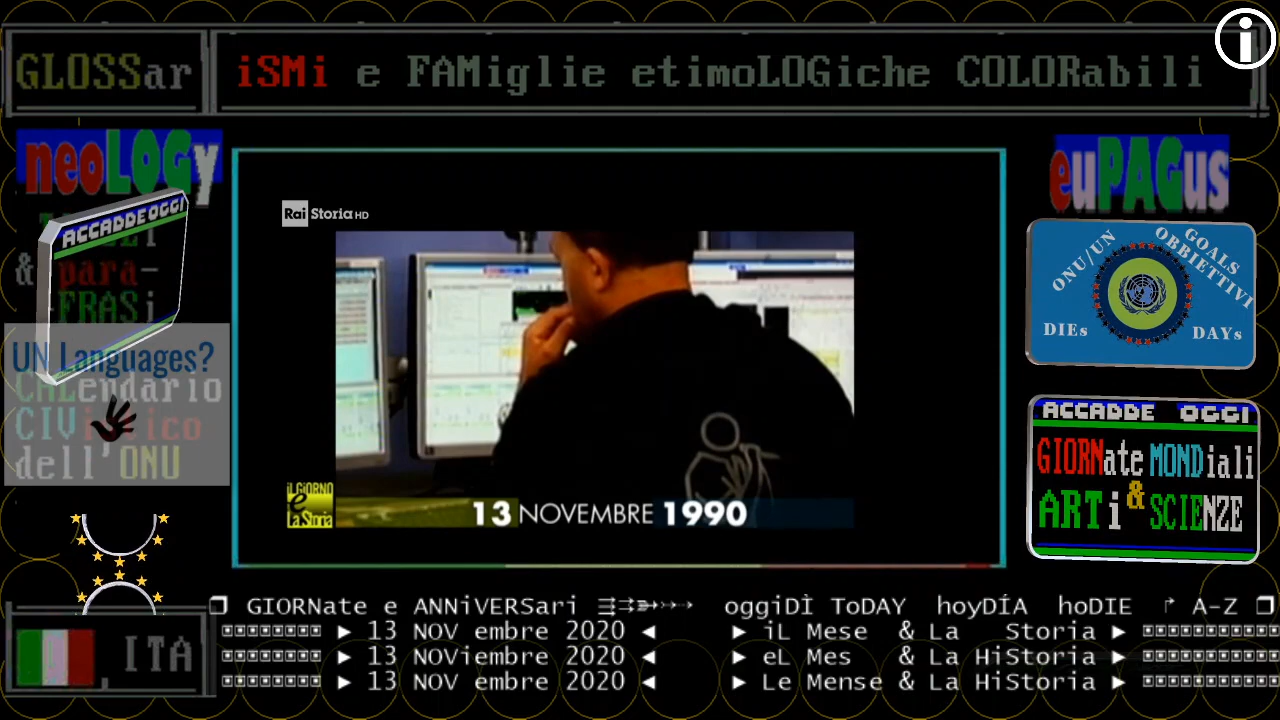 GLOSSar
iSMi e FAMiglie etimoLOGiche COLORabili
neoLOGy
ACCADDE OGGI
& para-
FRASi
UN Languages?
CALendario
CIVi
dell'ONU
ITA
Rai Storia HD
iL GiORNO
e
la Storia
13 NOVEMBRE 1990
euPAGus
ONU/UN
GOALS
OBBIETTIVI
DIEs
DAYs
ACCADDE OGGI
GIORNate MONDiali
ARTi & SCIENZE
GIORNate e ANNiVERSari oggiDÌ ToDAY hoyDÍA hoDIE A-Z
13 NOV embre 2020 iL Mese & La Storia
13 NOViembre 2020 eL Mes & La HiStoria
13 NOV embre 2020 Le Mense & La HiStoria